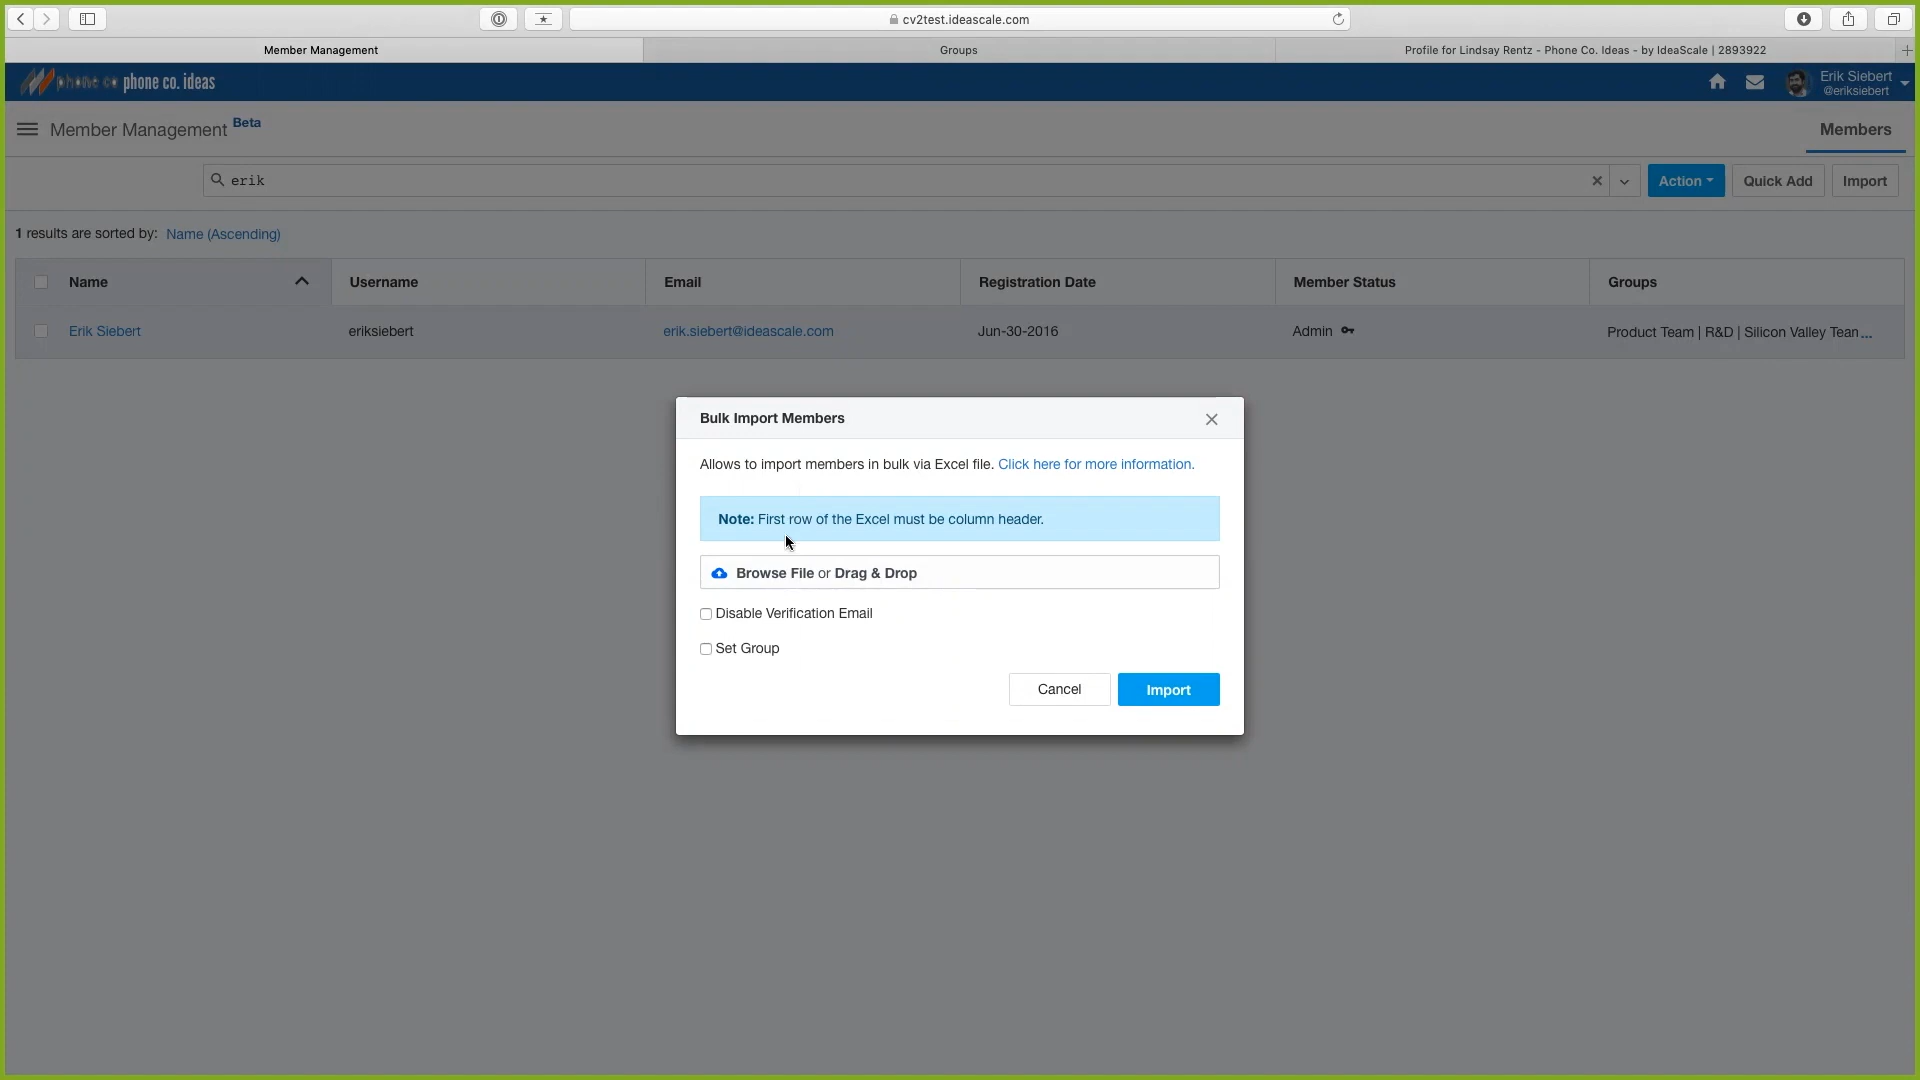 cv2test.ideascale.com
Member Management
Groups
Profile for Lindsay Rentz - Phone Co. Ideas - by IdeaScale | 2893922
phone co phone co. ideas
Erik Siebert
@eriksiebert
Member Management Beta
Members
erik
Action
Quick Add
Import
1 results are sorted by: Name (Ascending)
Name
Username
Email
Registration Date
Member Status
Groups
Erik Siebert
eriksiebert
erik.siebert@ideascale.com
Jun-30-2016
Admin
Product Team | R&D | Silicon Valley Tean...
Bulk Import Members
Allows to import members in bulk via Excel file. Click here for more information.
Note: First row of the Excel must be column header.
Browse File or Drag & Drop
Disable Verification Email
Set Group
Cancel
Import